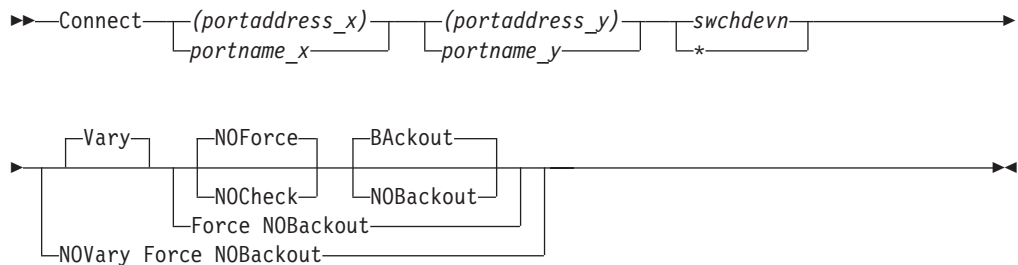 Connect (portaddress_x) (portaddress_y) swchdevn
portname_x portname_y *
Vary NOForce BAckout
NOCheck NOBackout
Force NOBackout
NOVary Force NOBackout